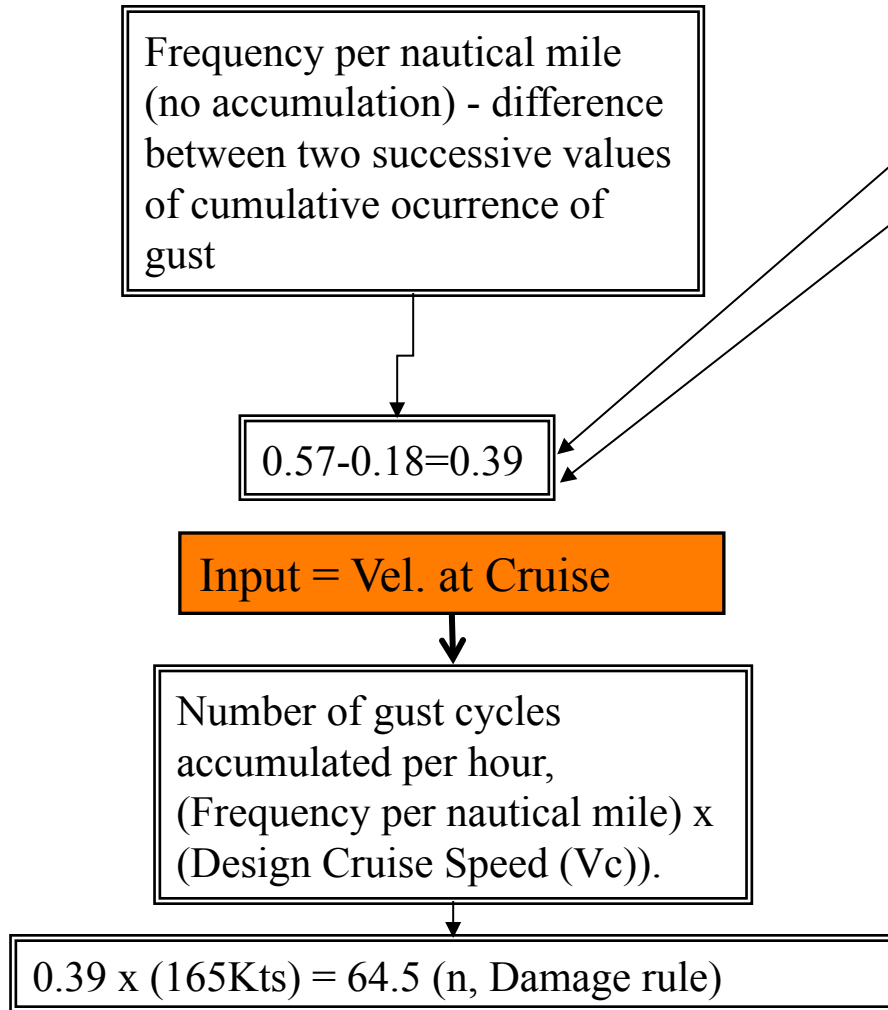 Frequency per nautical mile
(no accumulation) - difference
between two successive values
of cumulative ocurrence of
gust
0.57-0.18=0.39
Input = Vel. at Cruise
Number of gust cycles
accumulated per hour,
(Frequency per nautical mile) x
(Design Cruise Speed (Vc)).
0.39 x (165Kts) = 64.5 (n, Damage rule)